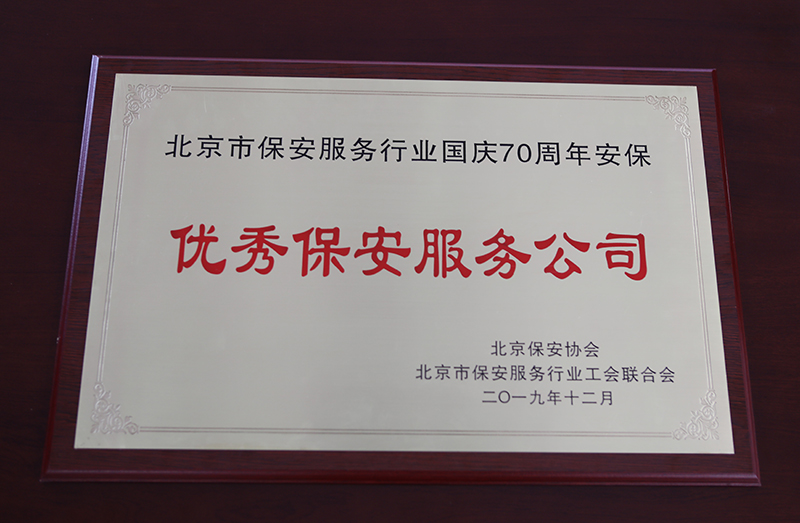 北京市保安服务行业国庆70周年安保
优秀保安服务公司
北京保安协会
北京市保安服务行业工会联合会
二〇一九年十二月